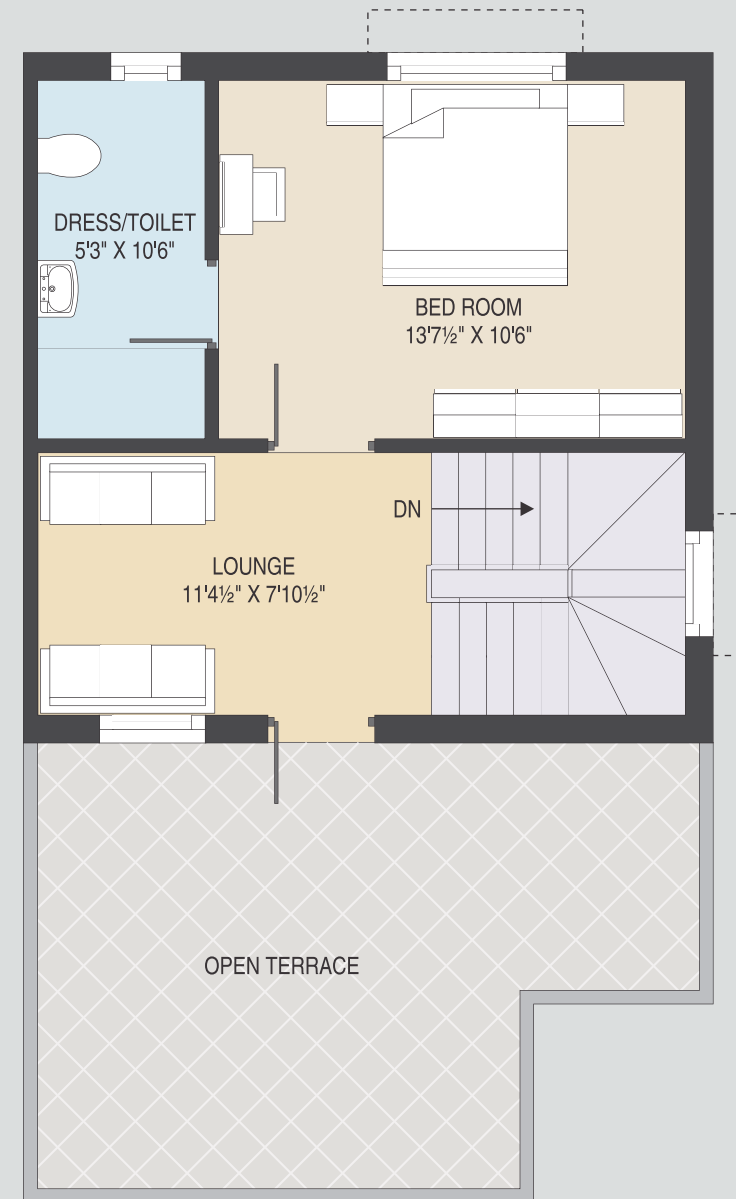 DRESS/TOILET
5'3" X 10'6"
BED ROOM
13'7½" X 10'6"
DN
LOUNGE
11'4½" X 7'10½"
OPEN TERRACE